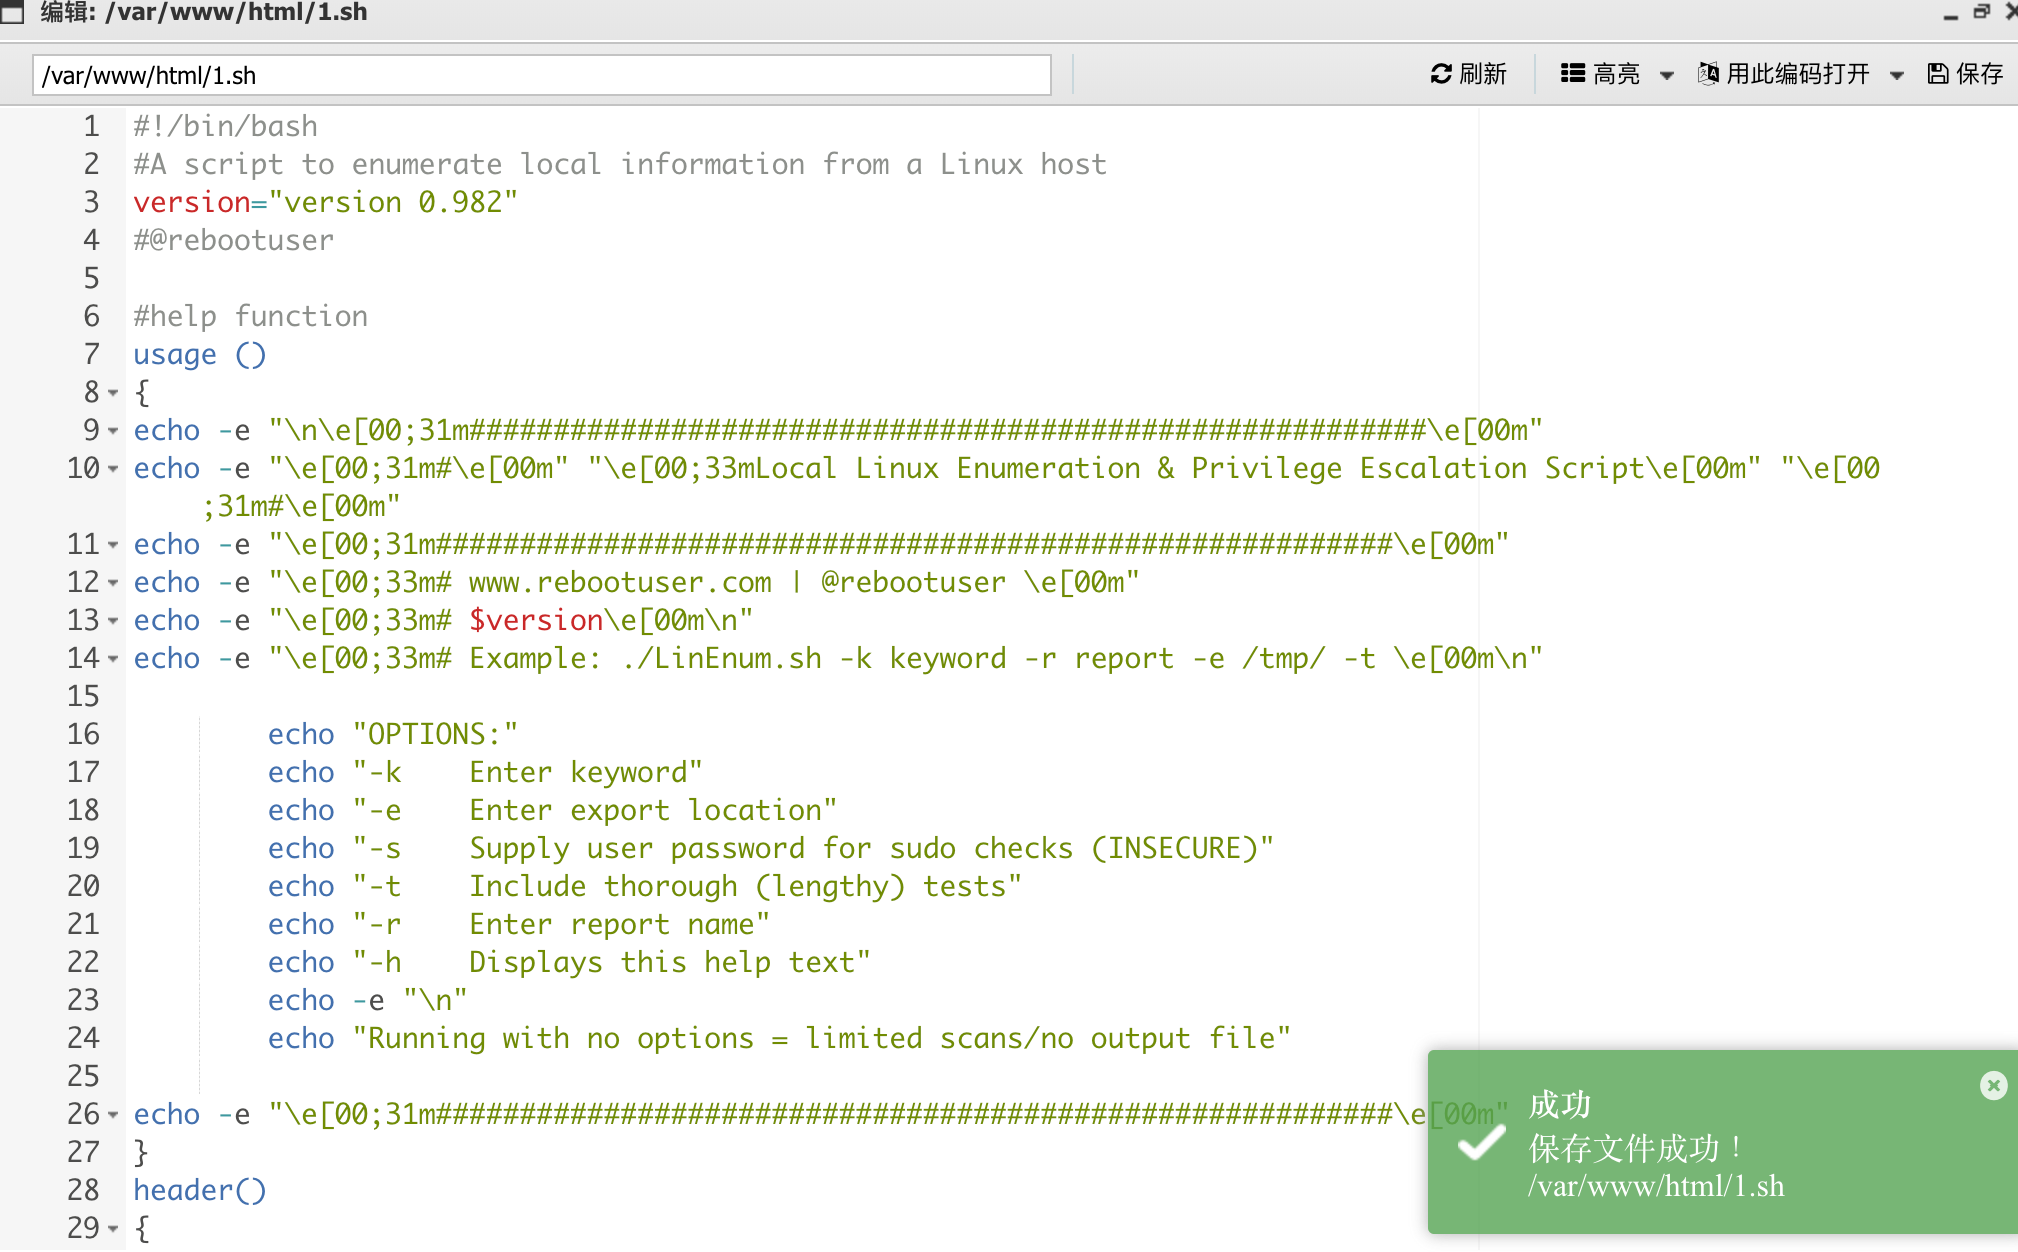 编辑: /var/www/html/1.sh
/var/www/html/1.sh
刷新 高亮 用此编码打开 保存
1 #!/bin/bash
2 #A script to enumerate local information from a Linux host
3 version="version 0.982"
4 #@rebootuser
5
6 #help function
7 usage ()
8 {
9 echo -e "\n\e[00;31m#########################################################\e[00m"
10 echo -e "\e[00;31m#\e[00m" "\e[00;33mLocal Linux Enumeration & Privilege Escalation Script\e[00m" "\e[00
;31m#\e[00m"
11 echo -e "\e[00;31m#########################################################\e[00m"
12 echo -e "\e[00;33m# www.rebootuser.com | @rebootuser \e[00m"
13 echo -e "\e[00;33m# $version\e[00m\n"
14 echo -e "\e[00;33m# Example: ./LinEnum.sh -k keyword -r report -e /tmp/ -t \e[00m\n"
15
16 echo "OPTIONS:"
17 echo "-k    Enter keyword"
18 echo "-e    Enter export location"
19 echo "-s    Supply user password for sudo checks (INSECURE)"
20 echo "-t    Include thorough (lengthy) tests"
21 echo "-r    Enter report name"
22 echo "-h    Displays this help text"
23 echo -e "\n"
24 echo "Running with no options = limited scans/no output file"
25
26 echo -e "\e[00;31m#########################################################\e[00m"
27 }
28 header()
29 {
成功
保存文件成功！
/var/www/html/1.sh